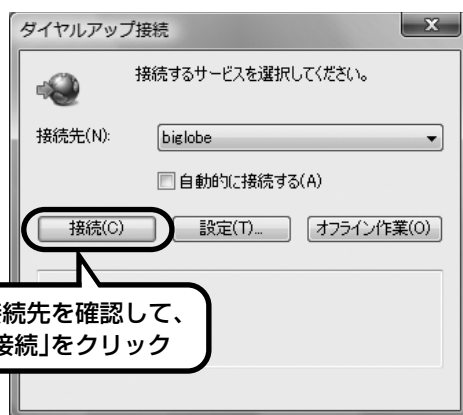 ダイヤルアップ接続
接続するサービスを選択してください。
接続先(N):
biglobe
自動的に接続する(A)
接続(C)
設定(T)...
オフライン作業(O)
続先を確認して、
接続」をクリック